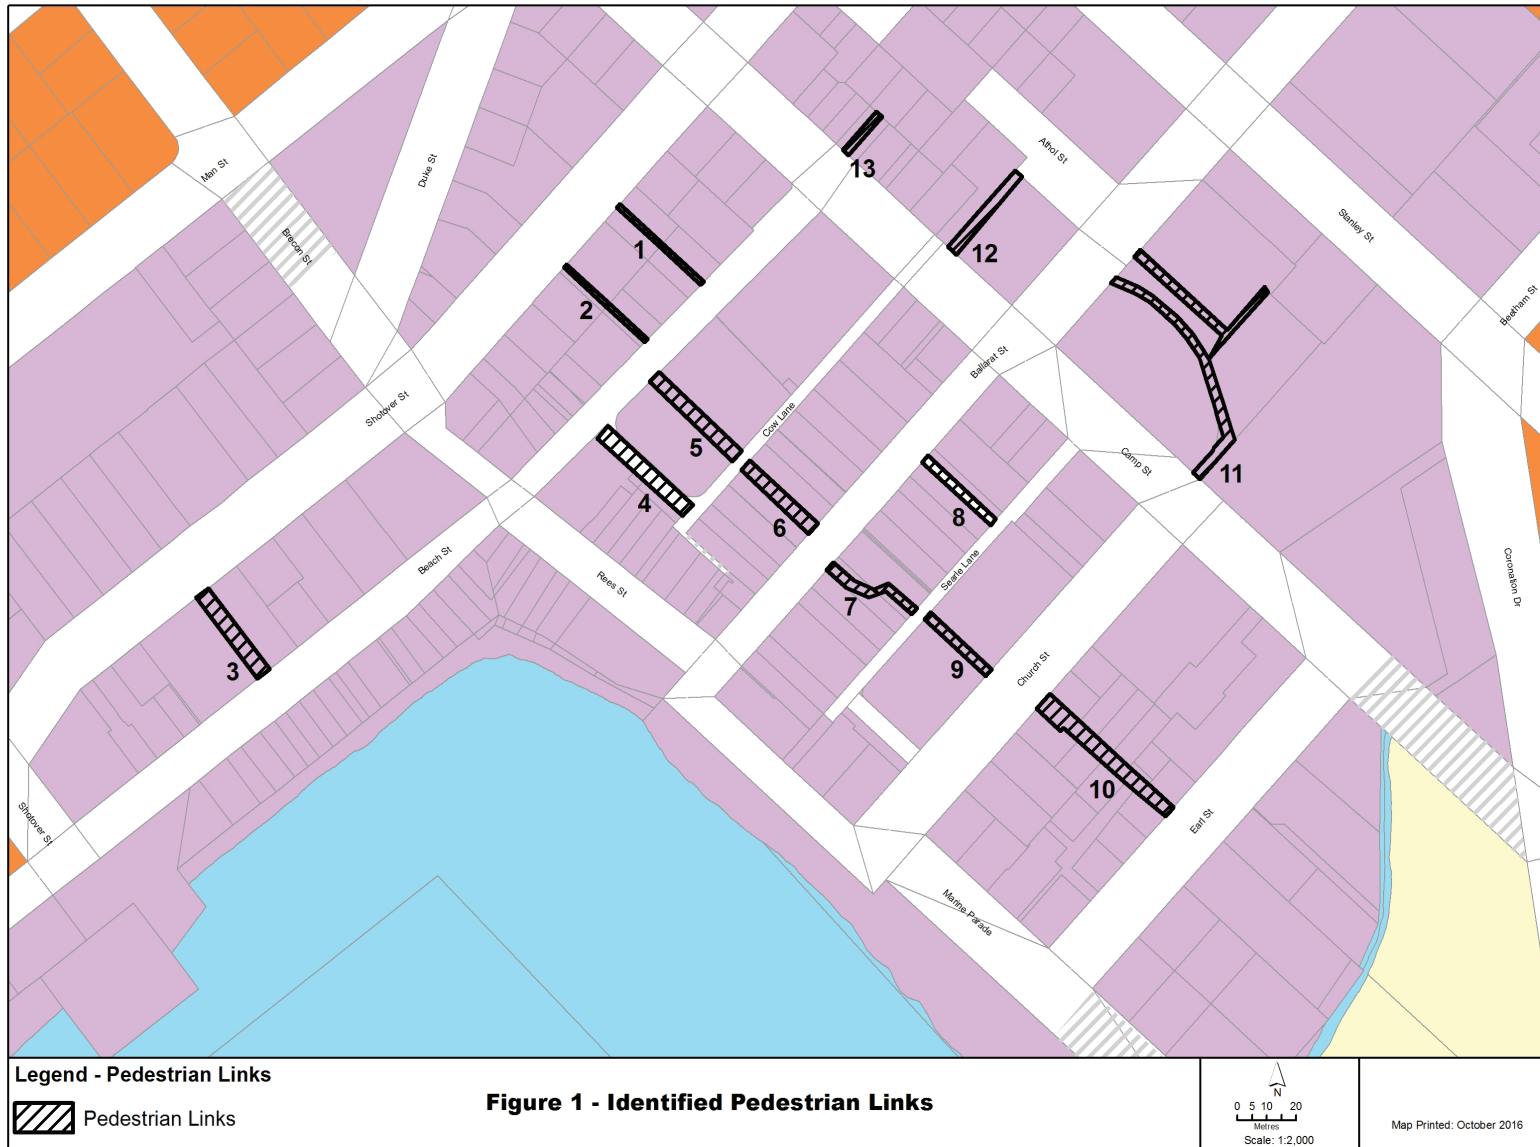 13
Athol St
Man St
Duke St
Stanley St
Brecon St
1
12
Beetham St
2
11
Shotover St
Ballarat St
Cow Lane
5
Camp St
4
6
8
Coronation Dr
Beach St
Rees St
Searle Lane
7
3
9
Church St
10
Shotover St
Earl St
Marine Parade
Legend - Pedestrian Links
Pedestrian Links
Figure 1 - Identified Pedestrian Links
N
0 5 10 20
Metres
Scale: 1:2,000
Map Printed: October 2016